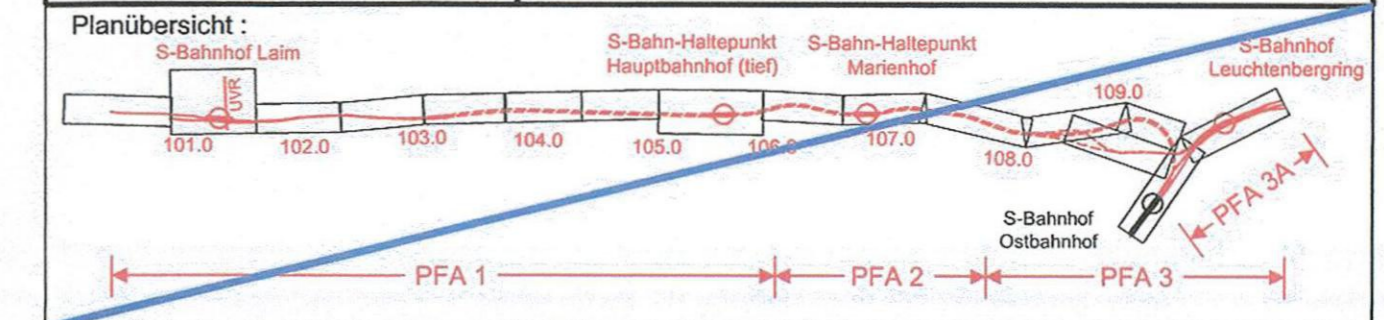 Planübersicht :
S-Bahnhof Laim
S-Bahn-Haltepunkt
Hauptbahnhof (tief)
S-Bahn-Haltepunkt
Marienhof
S-Bahnhof
Leuchtenbergring
UVR
109.0
101.0
102.0
103.0
104.0
105.0
106.0
107.0
108.0
S-Bahnhof
Ostbahnhof
PFA 3A
PFA 1
PFA 2
PFA 3